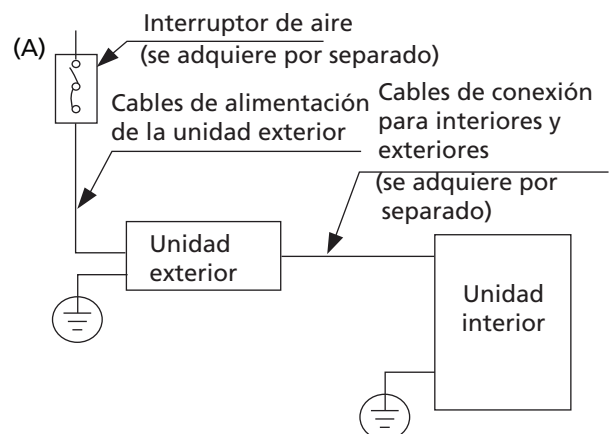 (A)
Interruptor de aire
(se adquiere por separado)
Cables de alimentación
de la unidad exterior
Cables de conexión
para interiores y
exteriores
(se adquiere por
separado)
Unidad
exterior
Unidad
interior